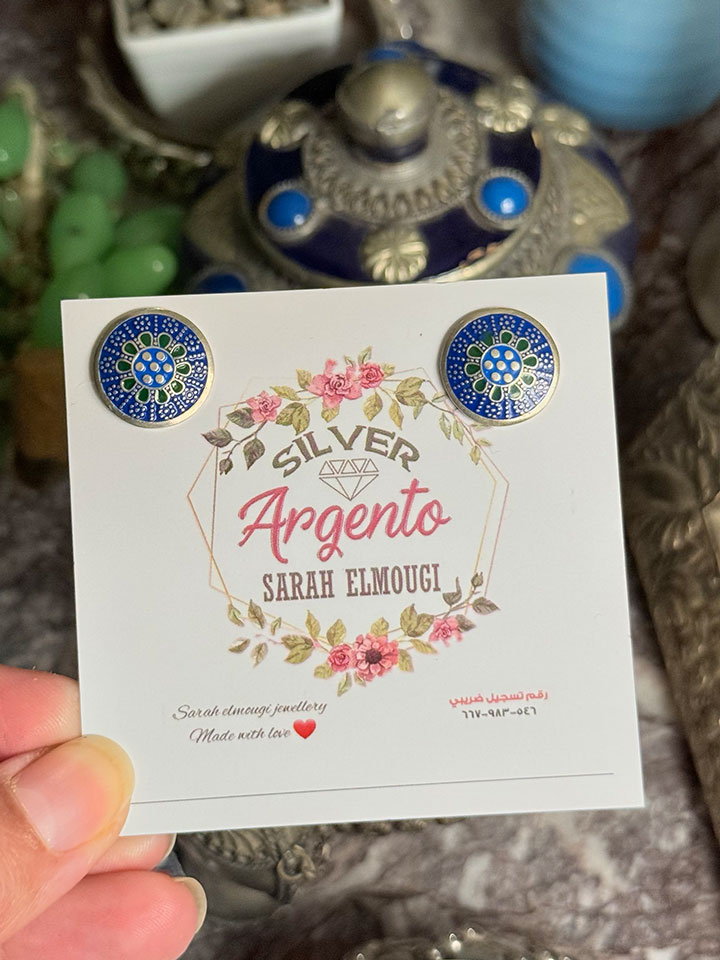 SILVER
Argento
SARAH ELMOUGI
Sarah elmougi jewellery
Made with love ❤
رقم تسجيل ضريبي
٦٦٧-٩٨٣-٥٤٦